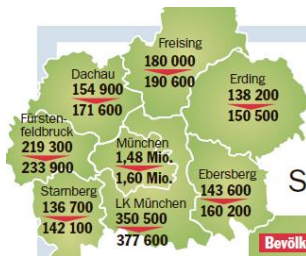 Freising
180 000
190 600
Dachau
154 900
171 600
Erding
138 200
150 500
Fürsten-
feldbruck
219 300
233 900
München
1,48 Mio.
1,60 Mio.
Ebersberg
143 600
160 200
Starnberg
136 700
142 100
LK München
350 500
377 600
S
Bevölk